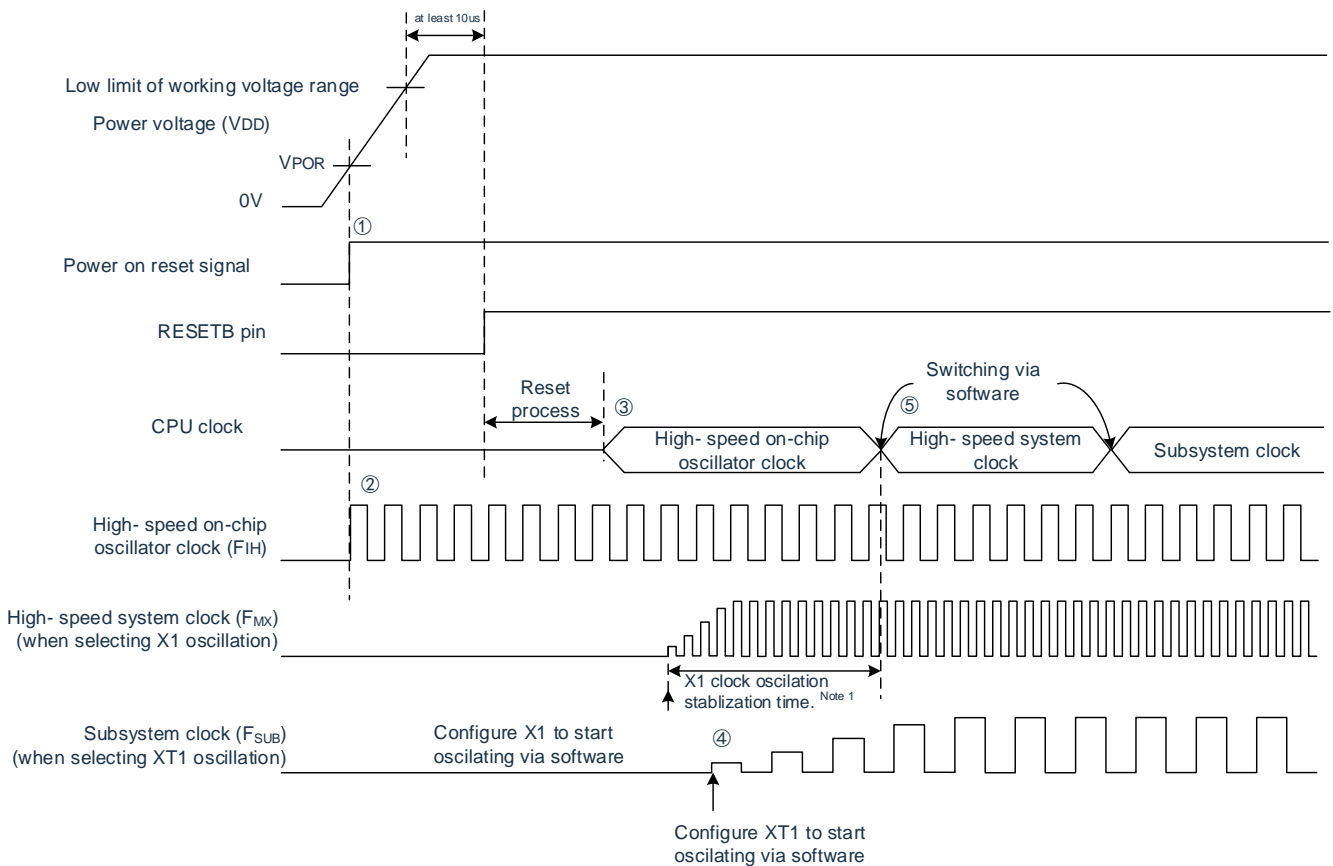 at least 10us
Low limit of working voltage range
Power voltage (VDD)
VPOR
0V
①
Power on reset signal
RESETB pin
Reset
process
Switching via
software
③
⑤
CPU clock
High- speed on-chip
oscillator clock
High-speed system
clock
Subsystem clock
②
High- speed on-chip
oscillator clock (FIH)
High- speed system clock (FMX)
(when selecting X1 oscillation)
X1 clock oscilation
stablization time. Note 1
Subsystem clock (FSUB)
(when selecting XT1 oscillation)
Configure X1 to start
oscilating via software
④
Configure XT1 to start
oscilating via software